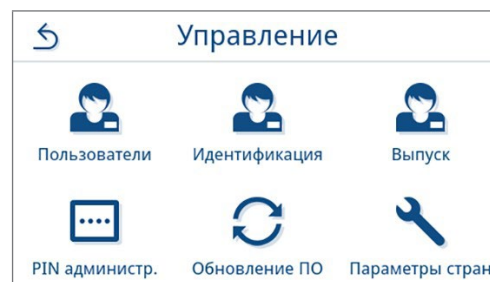 Управление
Пользователи Идентификация Выпуск
PIN администр. Обновление ПО Параметры стран